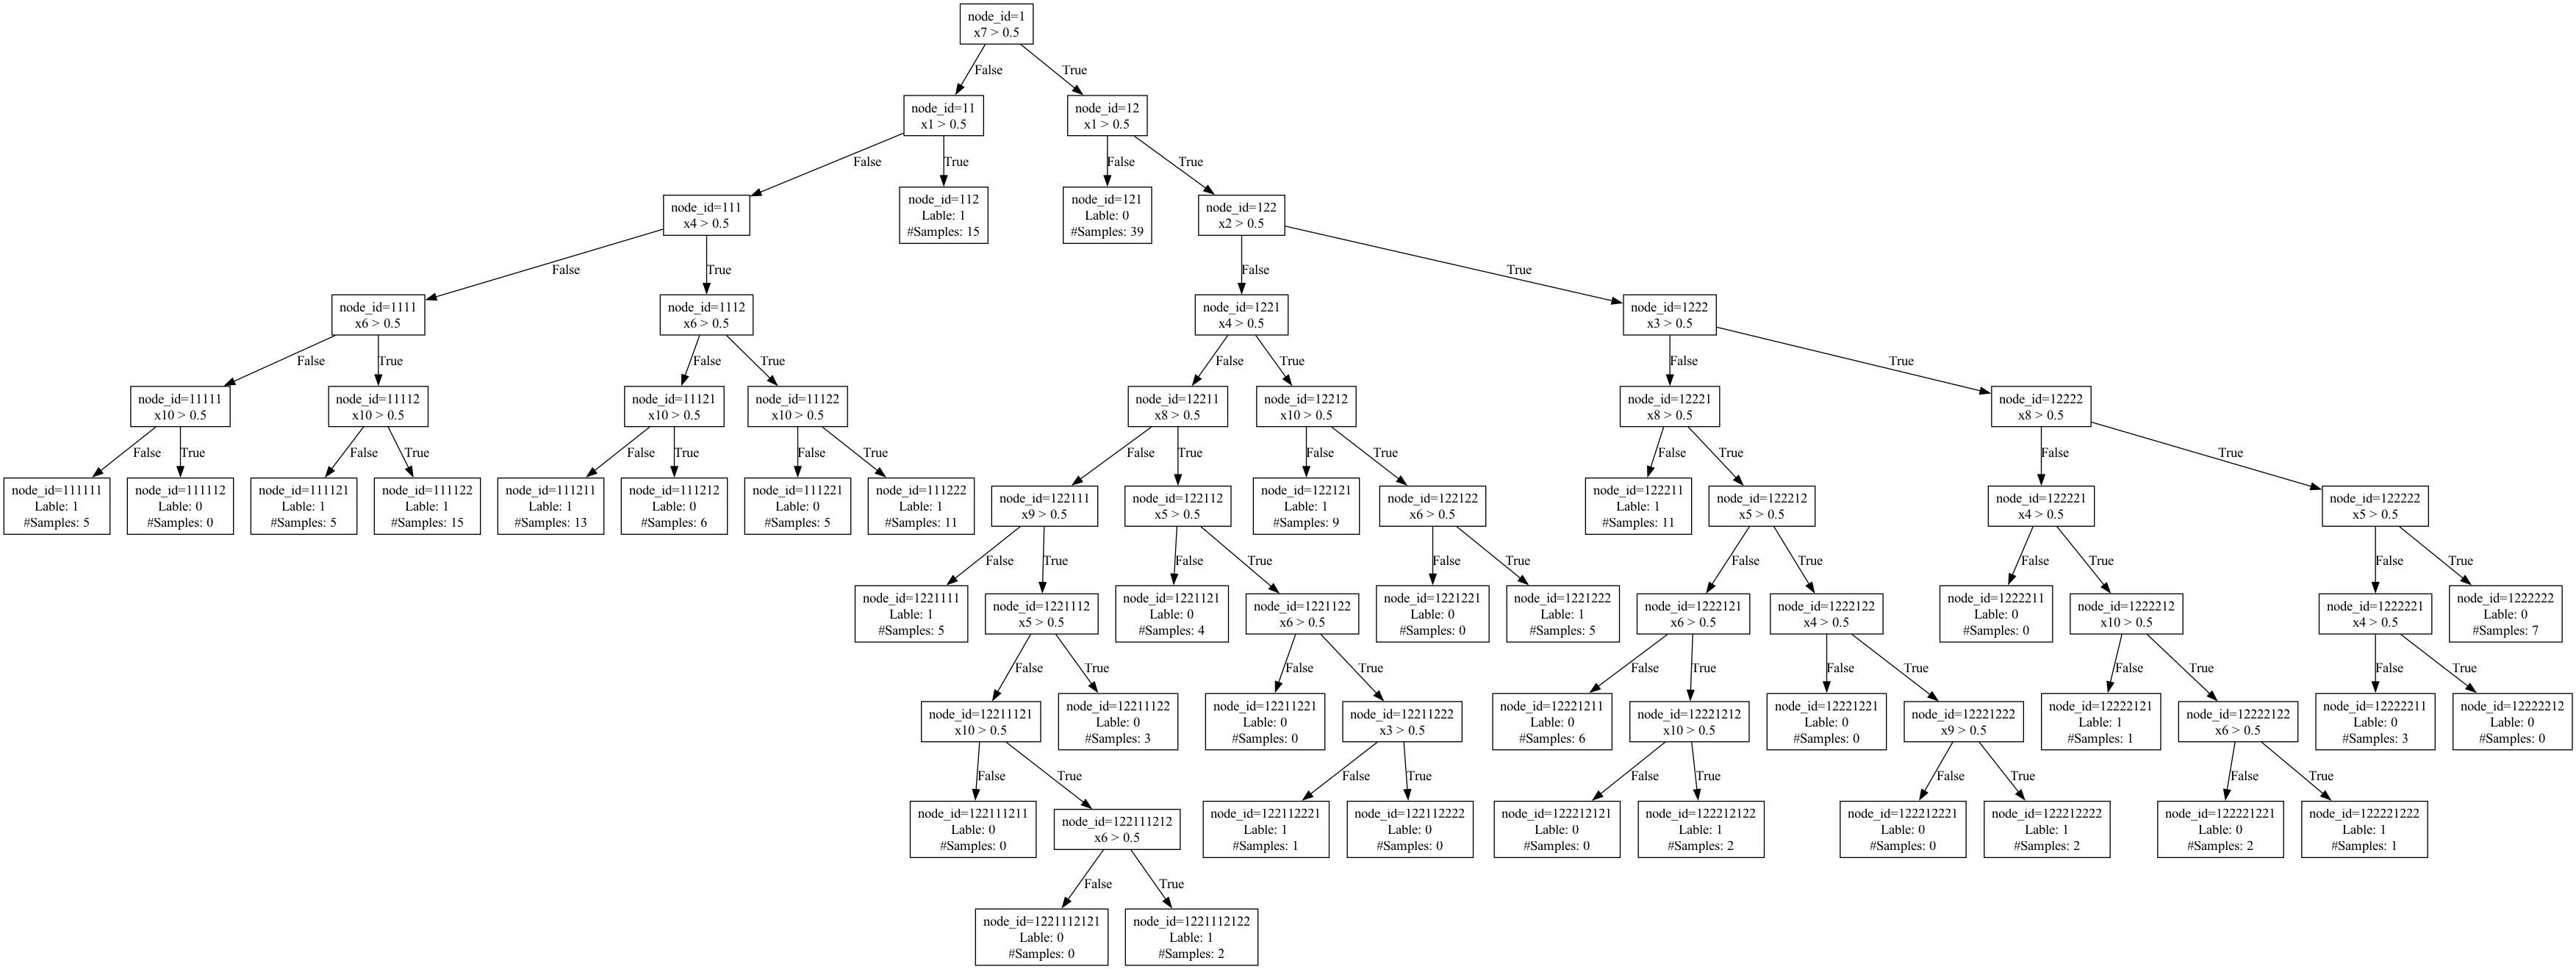 node_id=1
x7 > 0.5
False
True
node_id=11
x1 > 0.5
node_id=12
x1 > 0.5
False
True
False
True
node_id=111
x4 > 0.5
node_id=112
Lable: 1
#Samples: 15
node_id=121
Lable: 0
#Samples: 39
node_id=122
x2 > 0.5
False
True
False
True
node_id=1111
x6 > 0.5
node_id=1112
x6 > 0.5
node_id=1221
x4 > 0.5
node_id=1222
x3 > 0.5
False
True
False
True
False
True
False
True
node_id=11111
x10 > 0.5
node_id=11112
x10 > 0.5
node_id=11121
x10 > 0.5
node_id=11122
x10 > 0.5
node_id=12211
x8 > 0.5
node_id=12212
x10 > 0.5
node_id=12221
x8 > 0.5
node_id=12222
x8 > 0.5
False
True
False
True
False
True
False
True
False
True
False
True
False
True
False
True
node_id=111111
Lable: 1
#Samples: 5
node_id=111112
Lable: 0
#Samples: 0
node_id=111121
Lable: 1
#Samples: 5
node_id=111122
Lable: 1
#Samples: 15
node_id=111211
Lable: 1
#Samples: 13
node_id=111212
Lable: 0
#Samples: 6
node_id=111221
Lable: 0
#Samples: 5
node_id=111222
Lable: 1
#Samples: 11
node_id=122111
x9 > 0.5
node_id=122112
x5 > 0.5
node_id=122121
Lable: 1
#Samples: 9
node_id=122122
x6 > 0.5
node_id=122211
Lable: 1
#Samples: 11
node_id=122212
x5 > 0.5
node_id=122221
x4 > 0.5
node_id=122222
x5 > 0.5
False
True
False
True
False
True
False
True
False
True
False
True
node_id=1221111
Lable: 1
#Samples: 5
node_id=1221112
x5 > 0.5
node_id=1221121
Lable: 0
#Samples: 4
node_id=1221122
x6 > 0.5
node_id=1221221
Lable: 0
#Samples: 0
node_id=1221222
Lable: 1
#Samples: 5
node_id=1222121
x6 > 0.5
node_id=1222122
x4 > 0.5
node_id=1222211
Lable: 0
#Samples: 0
node_id=1222212
x10 > 0.5
node_id=1222221
x4 > 0.5
node_id=1222222
Lable: 0
#Samples: 7
False
True
False
True
False
True
False
True
False
True
False
True
node_id=12211121
x10 > 0.5
node_id=12211122
Lable: 0
#Samples: 3
node_id=12211221
Lable: 0
#Samples: 0
node_id=12211222
x3 > 0.5
node_id=12221211
Lable: 0
#Samples: 6
node_id=12221212
x10 > 0.5
node_id=12221221
Lable: 0
#Samples: 0
node_id=12221222
x9 > 0.5
node_id=12222121
Lable: 1
#Samples: 1
node_id=12222122
x6 > 0.5
node_id=12222211
Lable: 0
#Samples: 3
node_id=12222212
Lable: 0
#Samples: 0
False
True
False
True
False
True
False
True
False
True
node_id=122111211
Lable: 0
#Samples: 0
node_id=122111212
x6 > 0.5
node_id=122112221
Lable: 1
#Samples: 1
node_id=122112222
Lable: 0
#Samples: 0
node_id=122212121
Lable: 0
#Samples: 0
node_id=122212122
Lable: 1
#Samples: 2
node_id=122212221
Lable: 0
#Samples: 0
node_id=122212222
Lable: 1
#Samples: 2
node_id=122221221
Lable: 0
#Samples: 2
node_id=122221222
Lable: 1
#Samples: 1
False
True
node_id=1221112121
Lable: 0
#Samples: 0
node_id=1221112122
Lable: 1
#Samples: 2